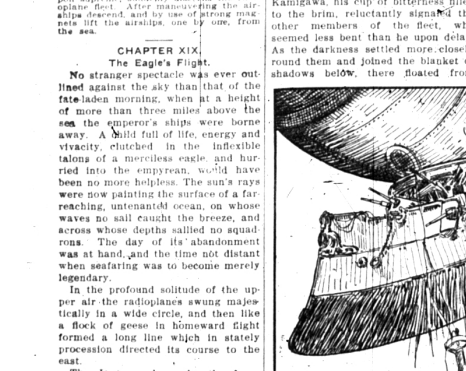 oplane fleet. After maneuvering the air-
ships descend, and by use of strong mag-
nets lift the airships, one by one, from
the sea.
CHAPTER XIX.
The Eagle's Flight.
No stranger spectacle was ever out-
lined against the sky than that of the
fate-laden morning, when at a height
of more than three miles above the
sea the emperor's ships were borne
away. A child full of life, energy and
vivacity, clutched in the inflexible
talons of a merciless eagle, and hur-
ried into the empyrean, would have
been no more helpless. The sun's rays
were now painting the surface of a far-
reaching, untenanted ocean, on whose
waves no sail caught the breeze, and
across whose depths sallied no squad-
rons. The day of its abandonment
was at hand, and the time not distant
when seafaring was to become merely
legendary.
In the profound solitude of the up-
per air the radioplanes swung majes-
tically in a wide circle, and then like
a flock of geese in homeward flight
formed a long line which in stately
procession directed its course to the
east.
Kamigawa, his cup of bitterness
to the brim, reluctantly signaled
other members of the fleet,
seemed less bent than he upon
As the darkness settled more
round them and joined the blanket
shadows below, there floated